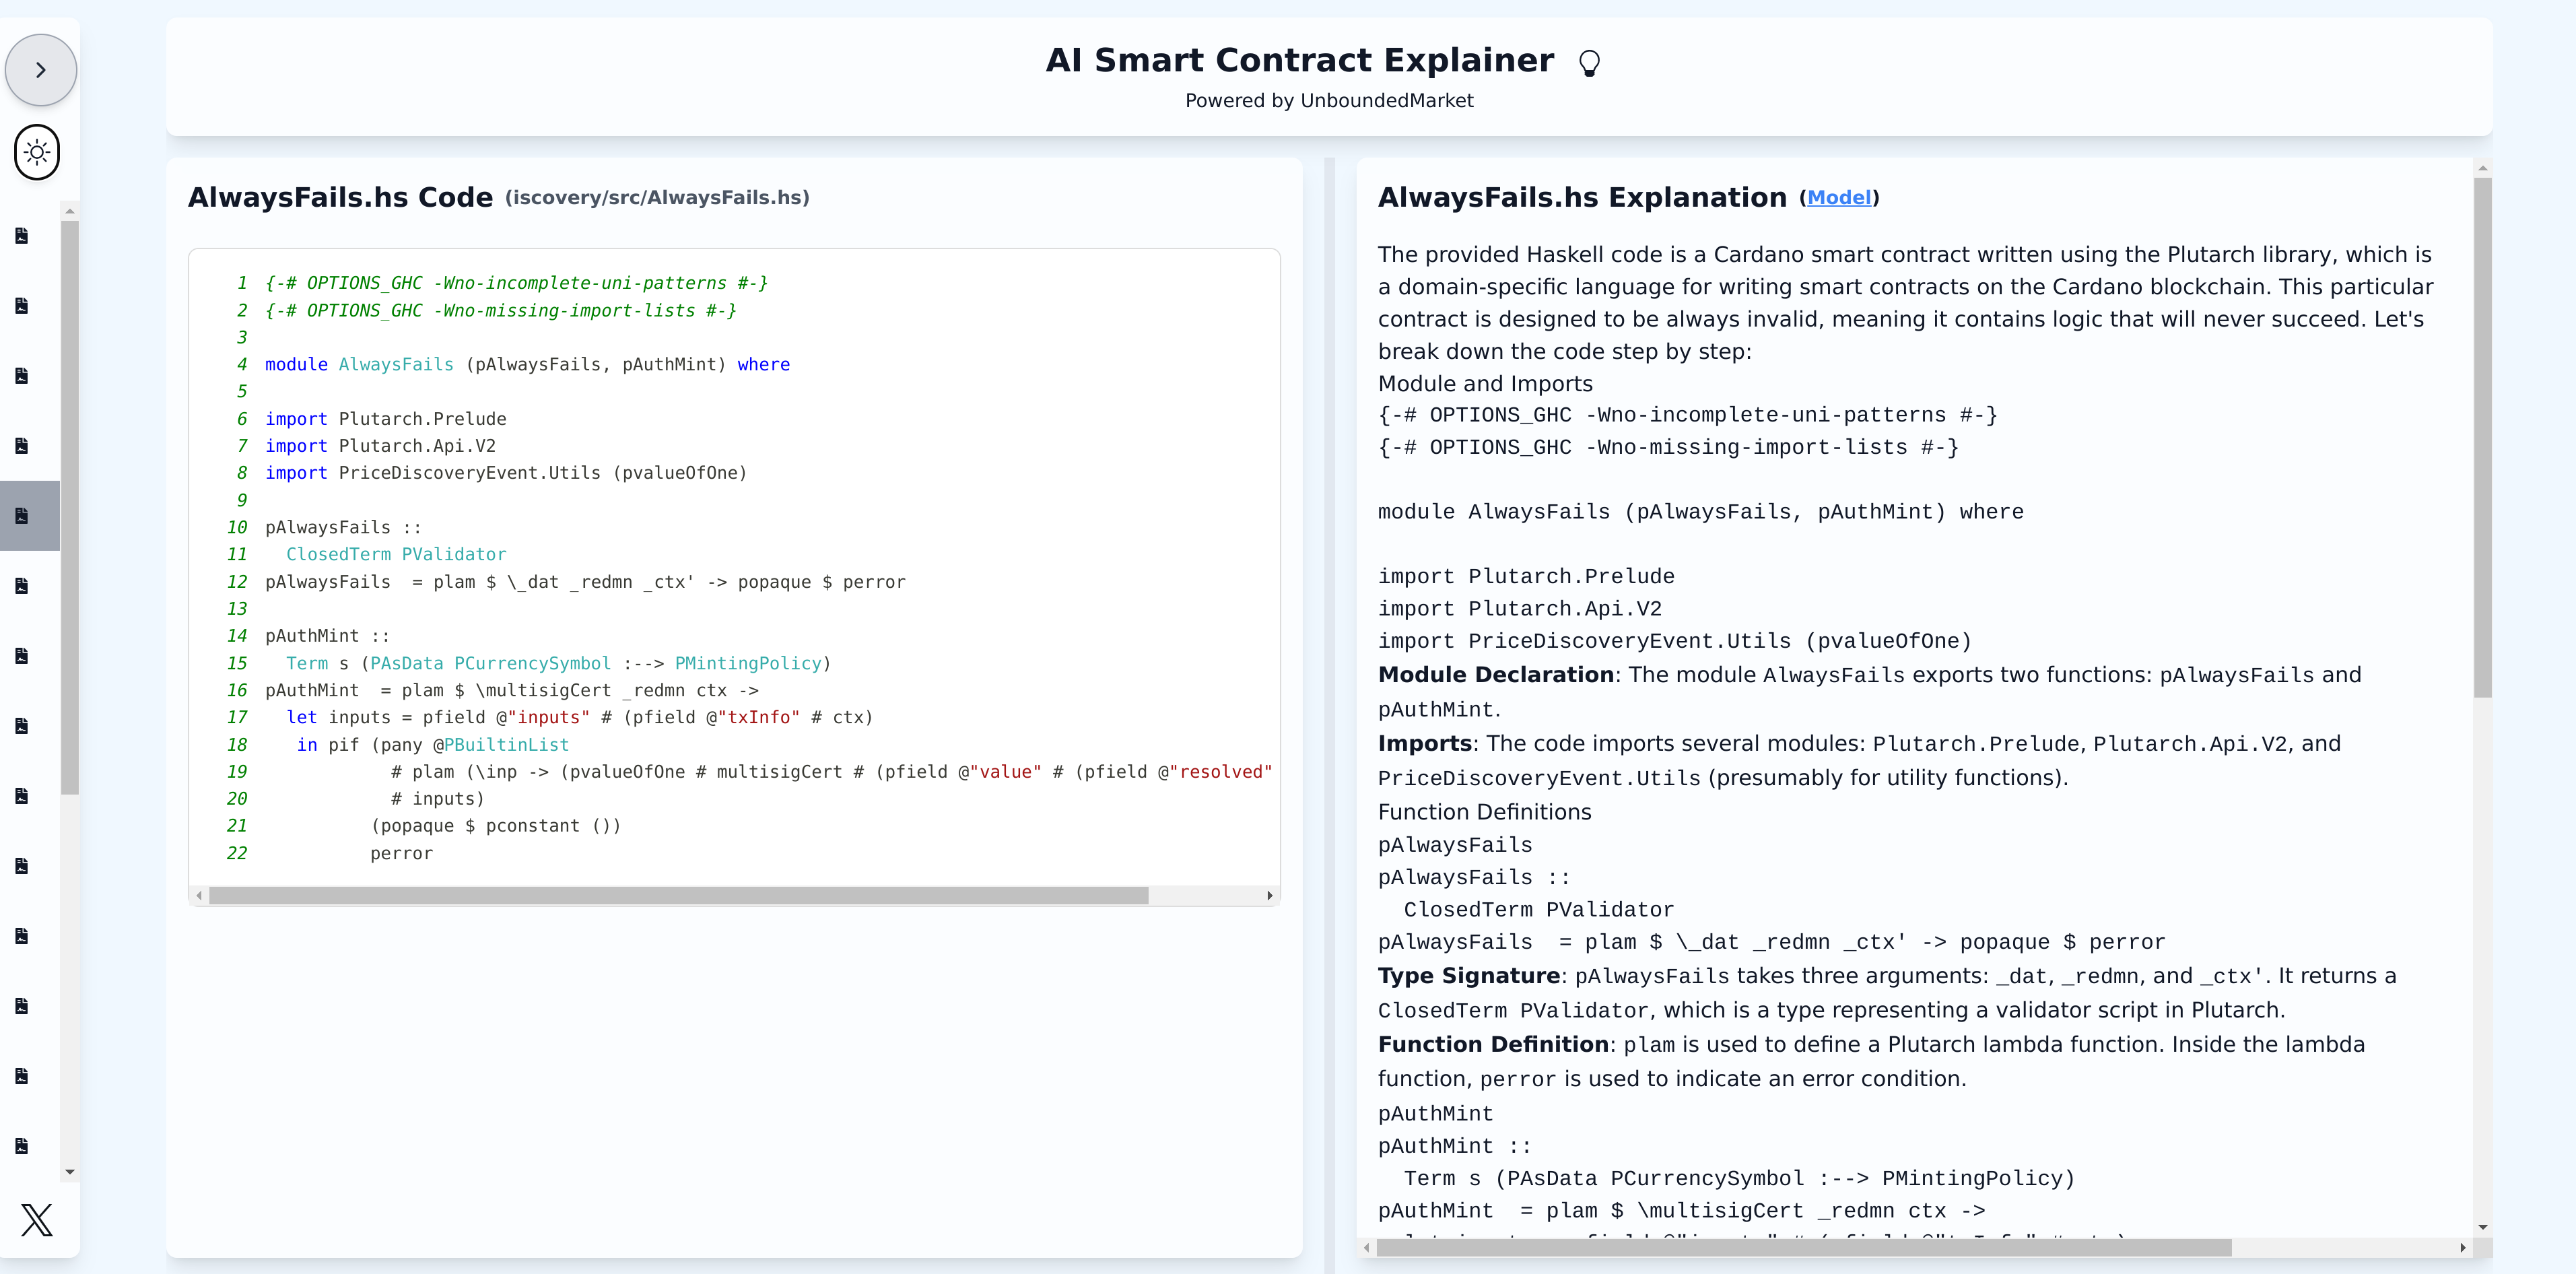 AI Smart Contract Explainer
Powered by UnboundedMarket
AlwaysFails.hs Code (iscovery/src/AlwaysFails.hs)
1 {-# OPTIONS_GHC -Wno-incomplete-uni-patterns #-}
2 {-# OPTIONS_GHC -Wno-missing-import-lists #-}
3
4 module AlwaysFails (pAlwaysFails, pAuthMint) where
5
6 import Plutarch.Prelude
7 import Plutarch.Api.V2
8 import PriceDiscoveryEvent.Utils (pvalueOfOne)
9
10 pAlwaysFails ::
11   ClosedTerm PValidator
12 pAlwaysFails  = plam $ \_dat _redmn _ctx' -> popaque $ perror
13
14 pAuthMint ::
15   Term s (PAsData PCurrencySymbol :--> PMintingPolicy)
16 pAuthMint  = plam $ \multisigCert _redmn ctx ->
17   let inputs = pfield @"inputs" # (pfield @"txInfo" # ctx)
18    in pif (pany @PBuiltinList
19             # plam (\inp -> (pvalueOfOne # multisigCert # (pfield @"value" # (pfield @"resolved"
20             # inputs)
21           (popaque $ pconstant ())
22           perror
AlwaysFails.hs Explanation (Model)
The provided Haskell code is a Cardano smart contract written using the Plutarch library, which is
a domain-specific language for writing smart contracts on the Cardano blockchain. This particular
contract is designed to be always invalid, meaning it contains logic that will never succeed. Let's
break down the code step by step:
Module and Imports
{-# OPTIONS_GHC -Wno-incomplete-uni-patterns #-}
{-# OPTIONS_GHC -Wno-missing-import-lists #-}
module AlwaysFails (pAlwaysFails, pAuthMint) where
import Plutarch.Prelude
import Plutarch.Api.V2
import PriceDiscoveryEvent.Utils (pvalueOfOne)
Module Declaration: The module AlwaysFails exports two functions: pAlwaysFails and
pAuthMint.
Imports: The code imports several modules: Plutarch.Prelude, Plutarch.Api.V2, and
PriceDiscoveryEvent.Utils (presumably for utility functions).
Function Definitions
pAlwaysFails
pAlwaysFails ::
  ClosedTerm PValidator
pAlwaysFails  = plam $ \_dat _redmn _ctx' -> popaque $ perror
Type Signature: pAlwaysFails takes three arguments: _dat, _redmn, and _ctx'. It returns a
ClosedTerm PValidator, which is a type representing a validator script in Plutarch.
Function Definition: plam is used to define a Plutarch lambda function. Inside the lambda
function, perror is used to indicate an error condition.
pAuthMint
pAuthMint ::
  Term s (PAsData PCurrencySymbol :--> PMintingPolicy)
pAuthMint  = plam $ \multisigCert _redmn ctx ->